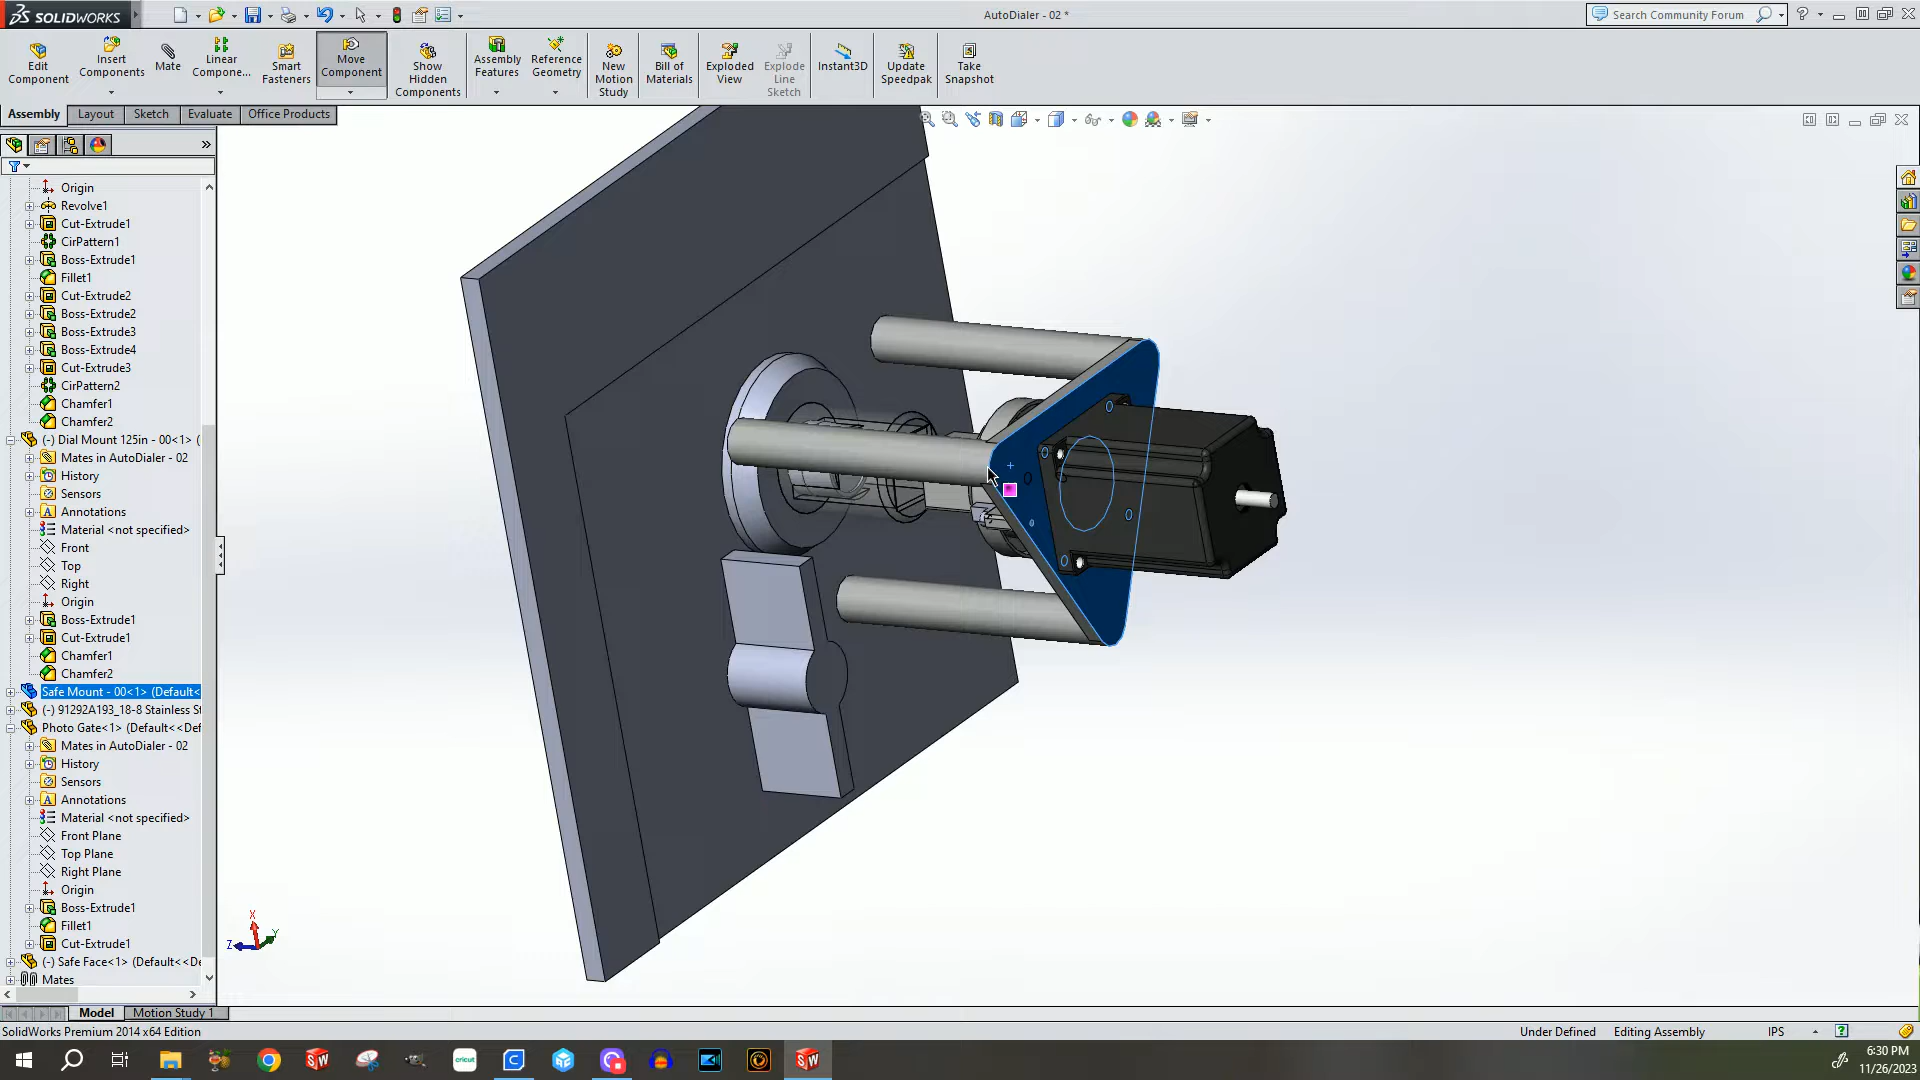 SOLIDWORKS
AutoDialer - 02 *
Search Community Forum
Edit Component
Insert Components
Mate
Linear Compone...
Smart Fasteners
Move Component
Show Hidden Components
Assembly Features
Reference Geometry
New Motion Study
Bill of Materials
Exploded View
Explode Line Sketch
Instant3D
Update Speedpak
Take Snapshot
Assembly
Layout
Sketch
Evaluate
Office Products
Origin
Revolve1
Cut-Extrude1
CirPattern1
Boss-Extrude1
Fillet1
Cut-Extrude2
Boss-Extrude2
Boss-Extrude3
Boss-Extrude4
Cut-Extrude3
CirPattern2
Chamfer1
Chamfer2
(-) Dial Mount 125in - 00<1> (
Mates in AutoDialer - 02
History
Sensors
Annotations
Material <not specified>
Front
Top
Right
Origin
Boss-Extrude1
Cut-Extrude1
Chamfer1
Chamfer2
Safe Mount - 00<1> (Default<
(-) 91292A193_18-8 Stainless St
Photo Gate<1> (Default<<Def
Mates in AutoDialer - 02
History
Sensors
Annotations
Material <not specified>
Front Plane
Top Plane
Right Plane
Origin
Boss-Extrude1
Fillet1
Cut-Extrude1
(-) Safe Face<1> (Default<<De
Mates
X
Y
Z
Model
Motion Study 1
SolidWorks Premium 2014 x64 Edition
Under Defined
Editing Assembly
IPS
cricut
6:30 PM
11/26/2023